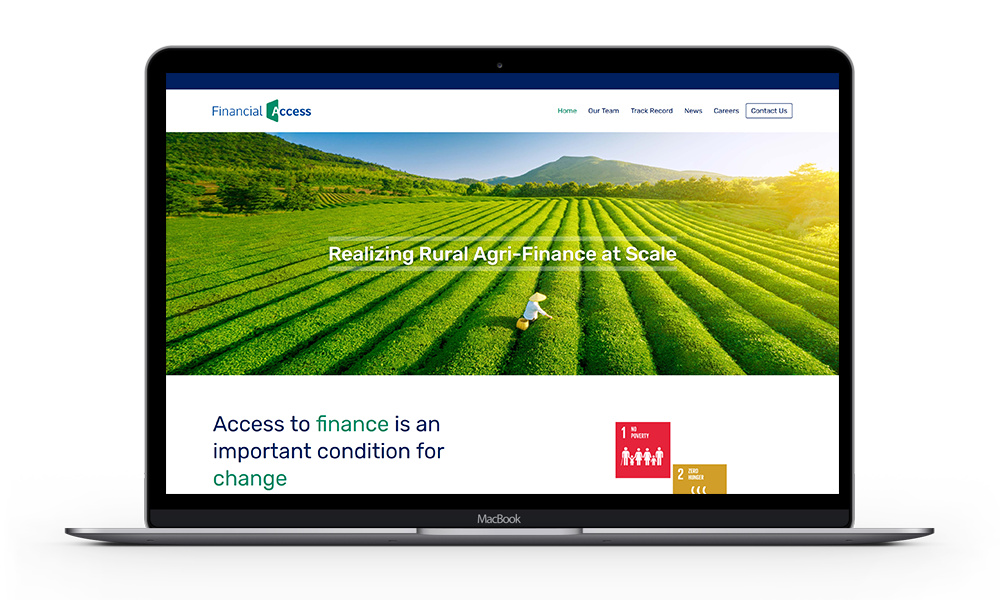 Financial Access
Home Our Team Track Record News Careers Contact Us
Realizing Rural Agri-Finance at Scale
Access to finance is an
important condition for
change
1 NO
POVERTY
2 ZERO
HUNGER
MacBook